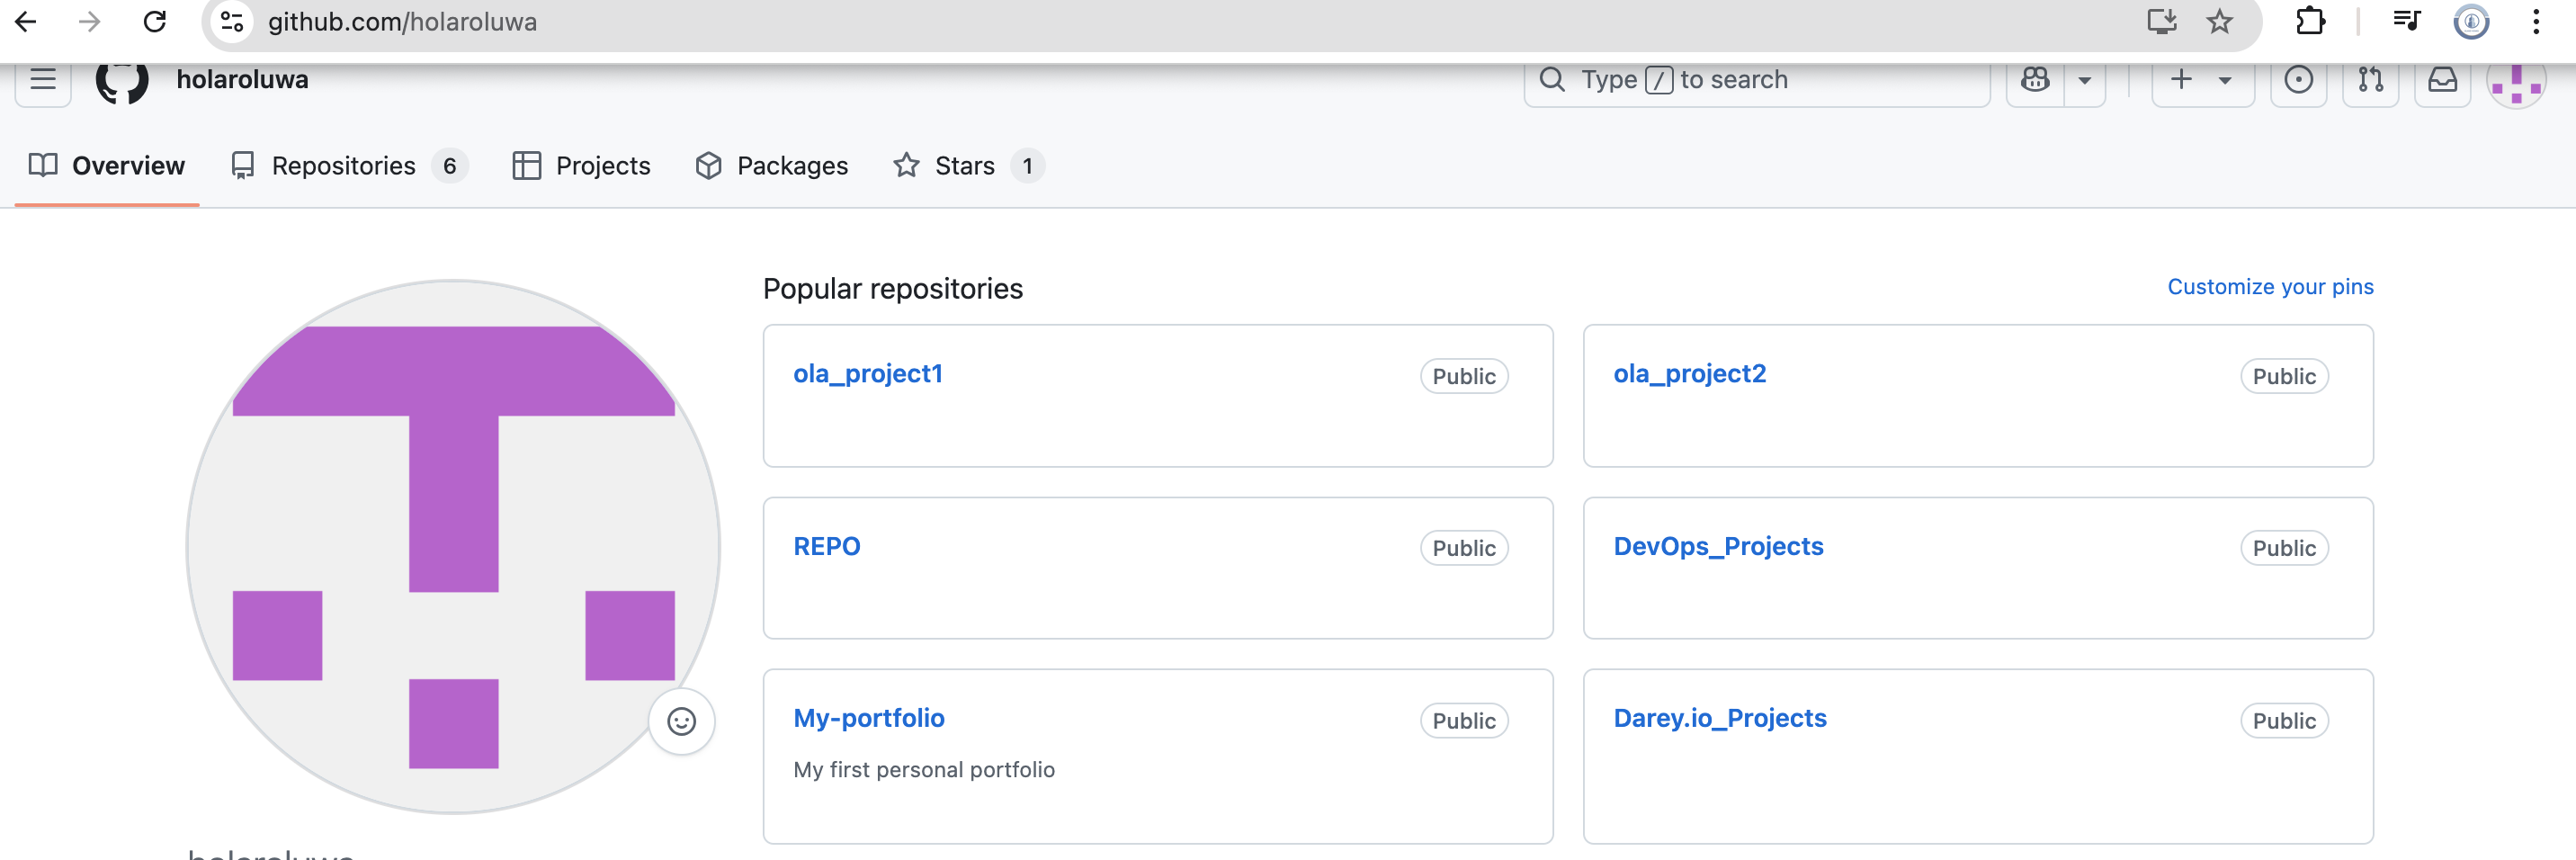 github.com/holaroluwa
holaroluwa
Type / to search
Overview
Repositories 6
Projects
Packages
Stars 1
Popular repositories
Customize your pins
ola_project1 Public
ola_project2 Public
REPO Public
DevOps_Projects Public
My-portfolio Public
My first personal portfolio
Darey.io_Projects Public
holaroluwa